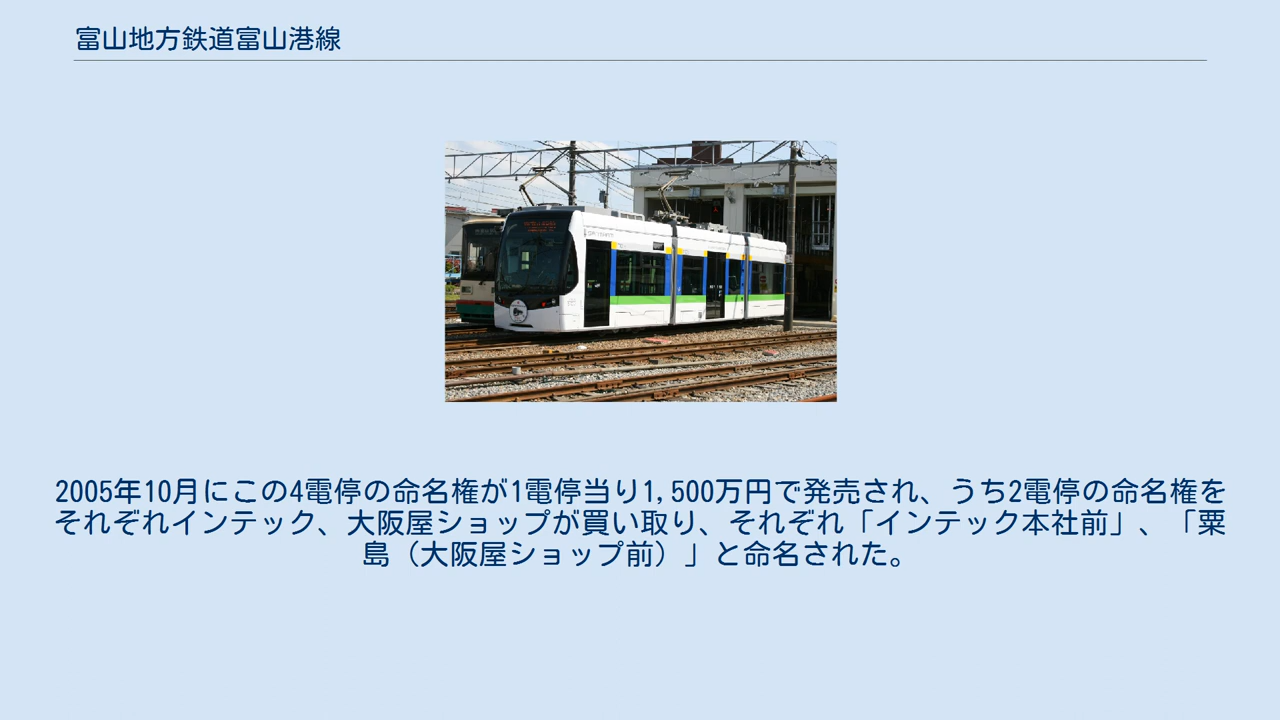 富山地方鉄道富山港線
2005年10月にこの4電停の命名権が1電停当り1,500万円で発売され、うち2電停の命名権を
それぞれインテック、大阪屋ショップが買い取り、それぞれ「インテック本社前」、「粟
島（大阪屋ショップ前）」と命名された。